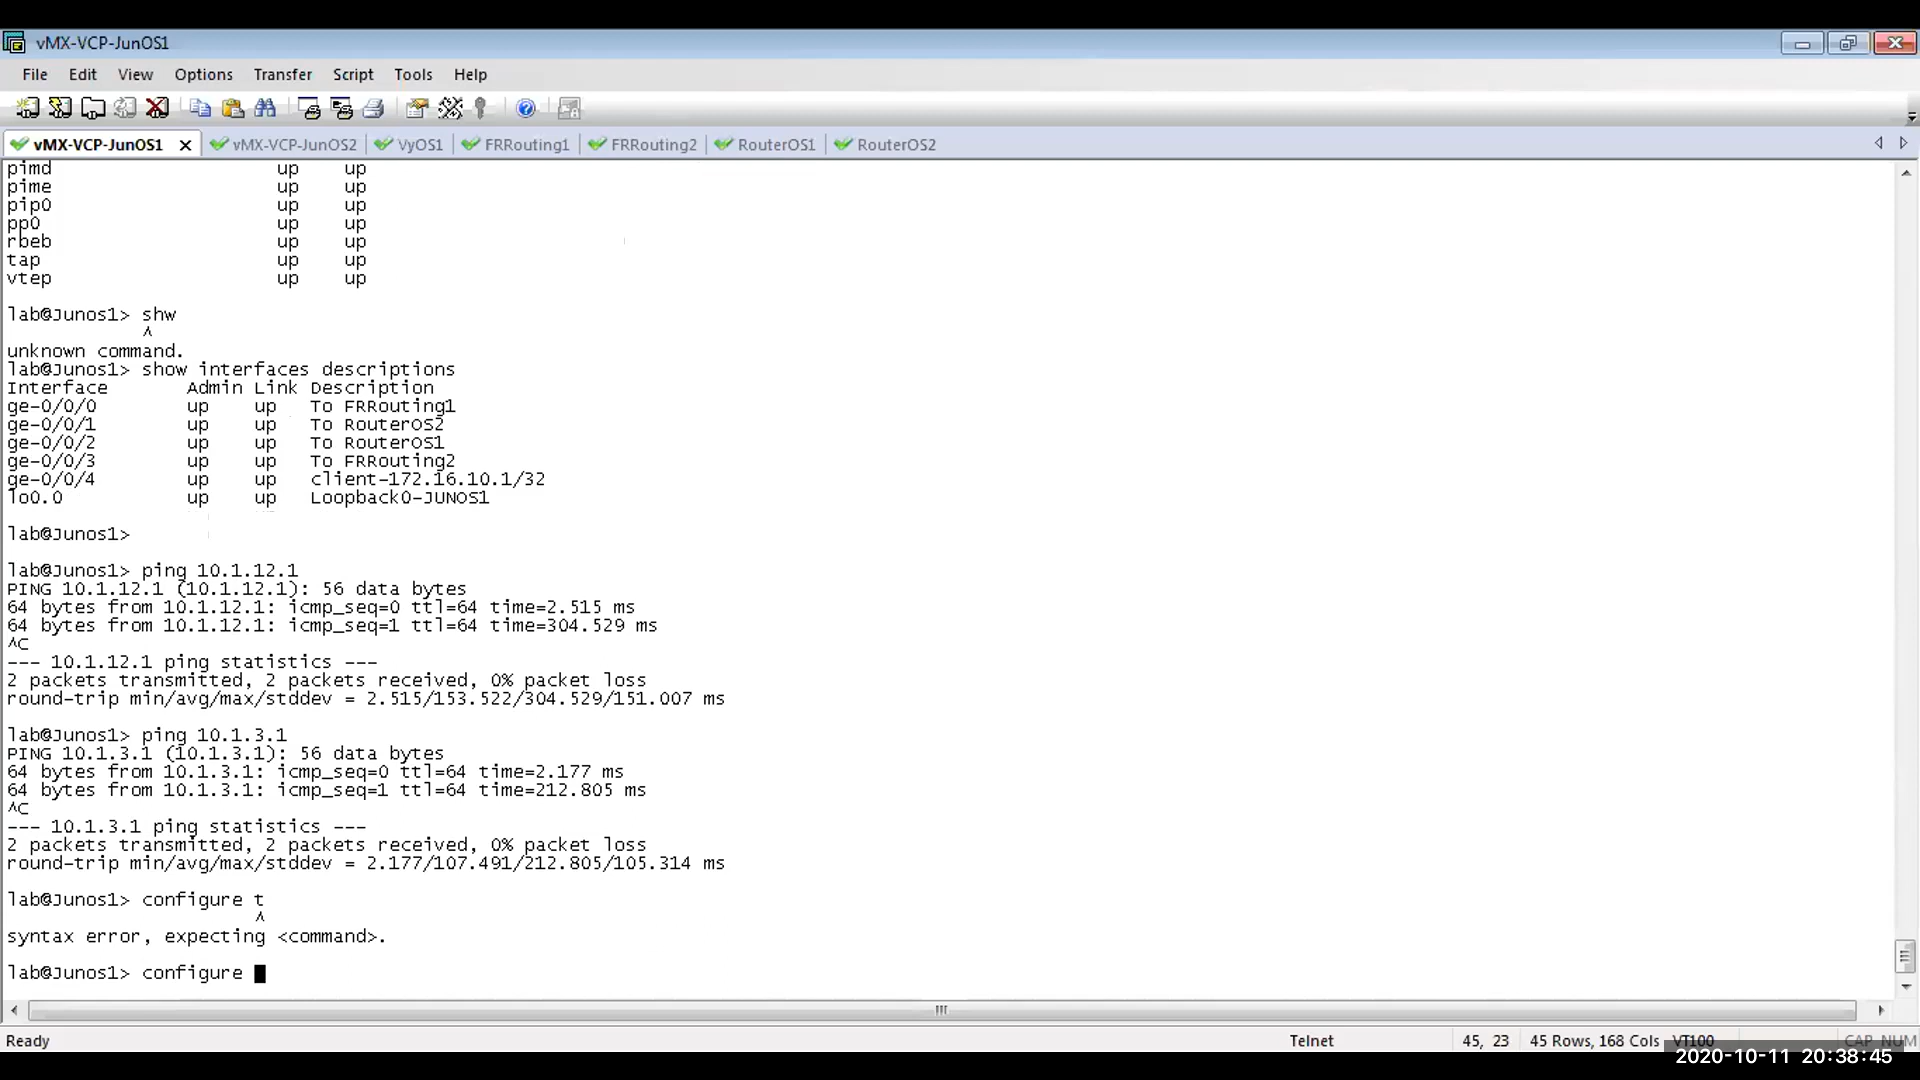 vMX-VCP-JunOS1
File Edit View Options Transfer Script Tools Help
vMX-VCP-JunOS1 vMX-VCP-JunOS2 VyOS1 FRRouting1 FRRouting2 RouterOS1 RouterOS2
pimd up up
pime up up
pip0 up up
pp0 up up
rbeb up up
tap up up
vtep up up
lab@Junos1> shw
^
unknown command.
lab@Junos1> show interfaces descriptions
Interface Admin Link Description
ge-0/0/0 up up To FRRouting1
ge-0/0/1 up up To RouterOS2
ge-0/0/2 up up To RouterOS1
ge-0/0/3 up up To FRRouting2
ge-0/0/4 up up client-172.16.10.1/32
lo0.0 up up Loopback0-JUNOS1
lab@Junos1>
lab@Junos1> ping 10.1.12.1
PING 10.1.12.1 (10.1.12.1): 56 data bytes
64 bytes from 10.1.12.1: icmp_seq=0 ttl=64 time=2.515 ms
64 bytes from 10.1.12.1: icmp_seq=1 ttl=64 time=304.529 ms
^C
--- 10.1.12.1 ping statistics ---
2 packets transmitted, 2 packets received, 0% packet loss
round-trip min/avg/max/stddev = 2.515/153.522/304.529/151.007 ms
lab@Junos1> ping 10.1.3.1
PING 10.1.3.1 (10.1.3.1): 56 data bytes
64 bytes from 10.1.3.1: icmp_seq=0 ttl=64 time=2.177 ms
64 bytes from 10.1.3.1: icmp_seq=1 ttl=64 time=212.805 ms
^C
--- 10.1.3.1 ping statistics ---
2 packets transmitted, 2 packets received, 0% packet loss
round-trip min/avg/max/stddev = 2.177/107.491/212.805/105.314 ms
lab@Junos1> configure t
^
syntax error, expecting <command>.
lab@Junos1> configure
Ready Telnet 45, 23 45 Rows, 168 Cols VT100 CAP NUM
2020-10-11 20:38:45